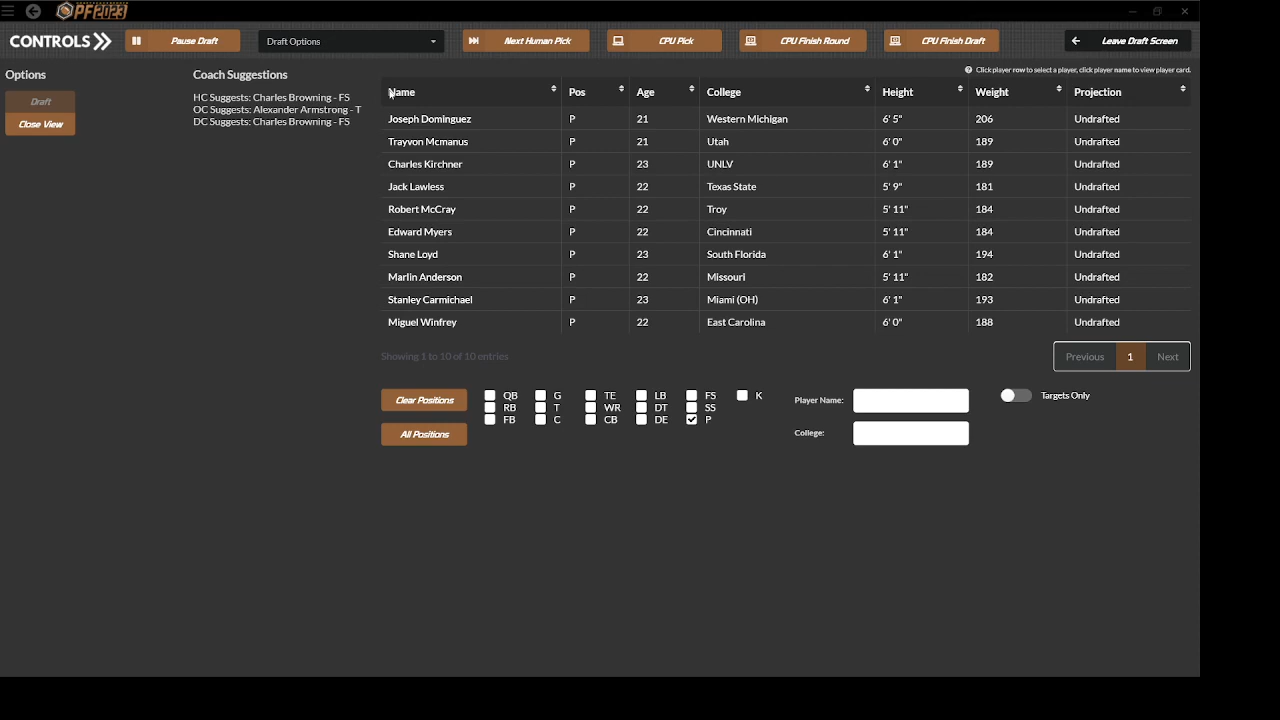 PF2023
CONTROLS
Pause Draft
Draft Options
Next Human Pick
CPU Pick
CPU Finish Round
CPU Finish Draft
Leave Draft Screen
Options
Draft
Close View
Coach Suggestions
HC Suggests: Charles Browning - FS
OC Suggests: Alexander Armstrong - T
DC Suggests: Charles Browning - FS
Click player row to select a player, click player name to view player card.
Name Pos Age College Height Weight Projection
Joseph Dominguez P 21 Western Michigan 6' 5" 206 Undrafted
Trayvon Mcmanus P 21 Utah 6' 0" 189 Undrafted
Charles Kirchner P 23 UNLV 6' 1" 189 Undrafted
Jack Lawless P 22 Texas State 5' 9" 181 Undrafted
Robert McCray P 22 Troy 5' 11" 184 Undrafted
Edward Myers P 22 Cincinnati 5' 11" 184 Undrafted
Shane Loyd P 23 South Florida 6' 1" 194 Undrafted
Marlin Anderson P 22 Missouri 5' 11" 182 Undrafted
Stanley Carmichael P 23 Miami (OH) 6' 1" 193 Undrafted
Miguel Winfrey P 22 East Carolina 6' 0" 188 Undrafted
Showing 1 to 10 of 10 entries
Previous 1 Next
Clear Positions
All Positions
QB G TE LB FS K
RB T WR DT SS
FB C CB DE P
Player Name:
College:
Targets Only